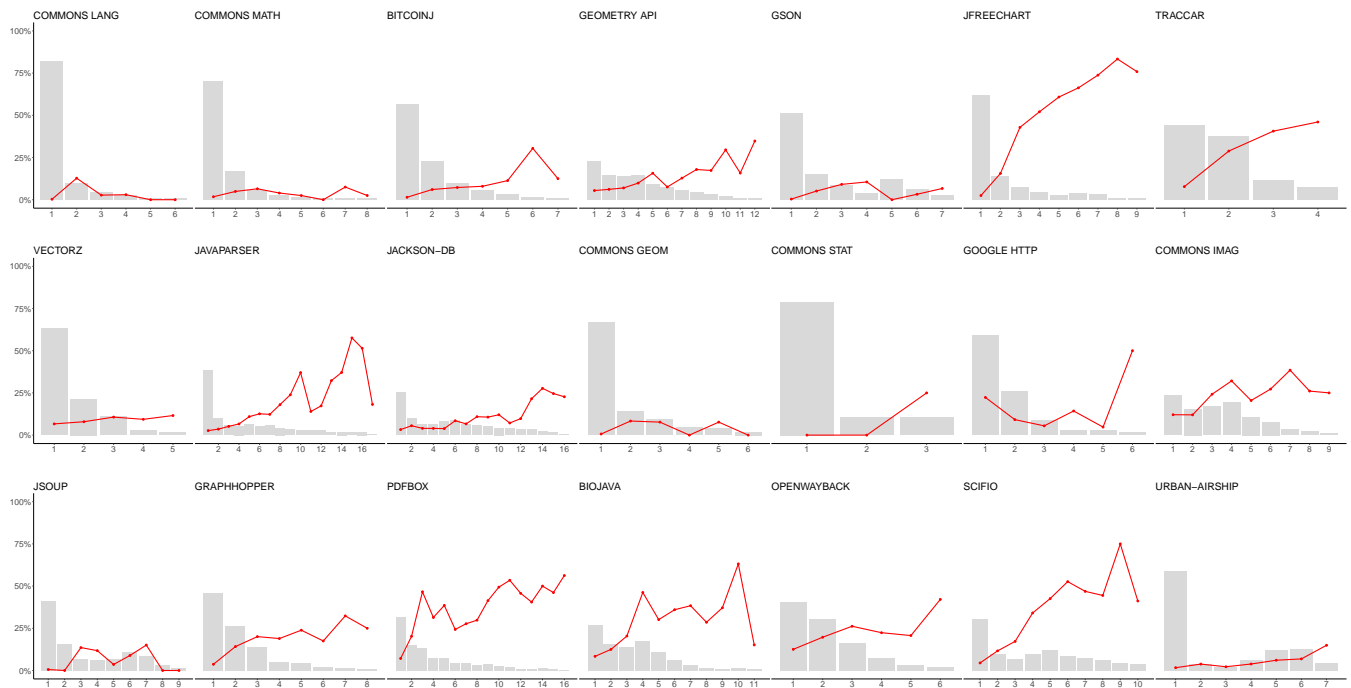 COMMONS LANG COMMONS MATH BITCOINJ GEOMETRY API GSON JFREECHART TRACCAR
100%
75%
50%
25%
0%
1 2 3 4 5 6 1 2 3 4 5 6 7 8 1 2 3 4 5 6 7 1 2 3 4 5 6 7 8 9 10 11 12 1 2 3 4 5 6 7 1 2 3 4 5 6 7 8 9 1 2 3 4
VECTORZ JAVAPARSER JACKSON−DB COMMONS GEOM COMMONS STAT GOOGLE HTTP COMMONS IMAG
100%
75%
50%
25%
0%
1 2 3 4 5 2 4 6 8 10 12 14 16 2 4 6 8 10 12 14 16 1 2 3 4 5 6 1 2 3 1 2 3 4 5 6 1 2 3 4 5 6 7 8 9
JSOUP GRAPHHOPPER PDFBOX BIOJAVA OPENWAYBACK SCIFIO URBAN−AIRSHIP
100%
75%
50%
25%
0%
1 2 3 4 5 6 7 8 9 1 2 3 4 5 6 7 8 2 4 6 8 10 12 14 16 1 2 3 4 5 6 7 8 9 10 11 1 2 3 4 5 6 1 2 3 4 5 6 7 8 9 10 1 2 3 4 5 6 7